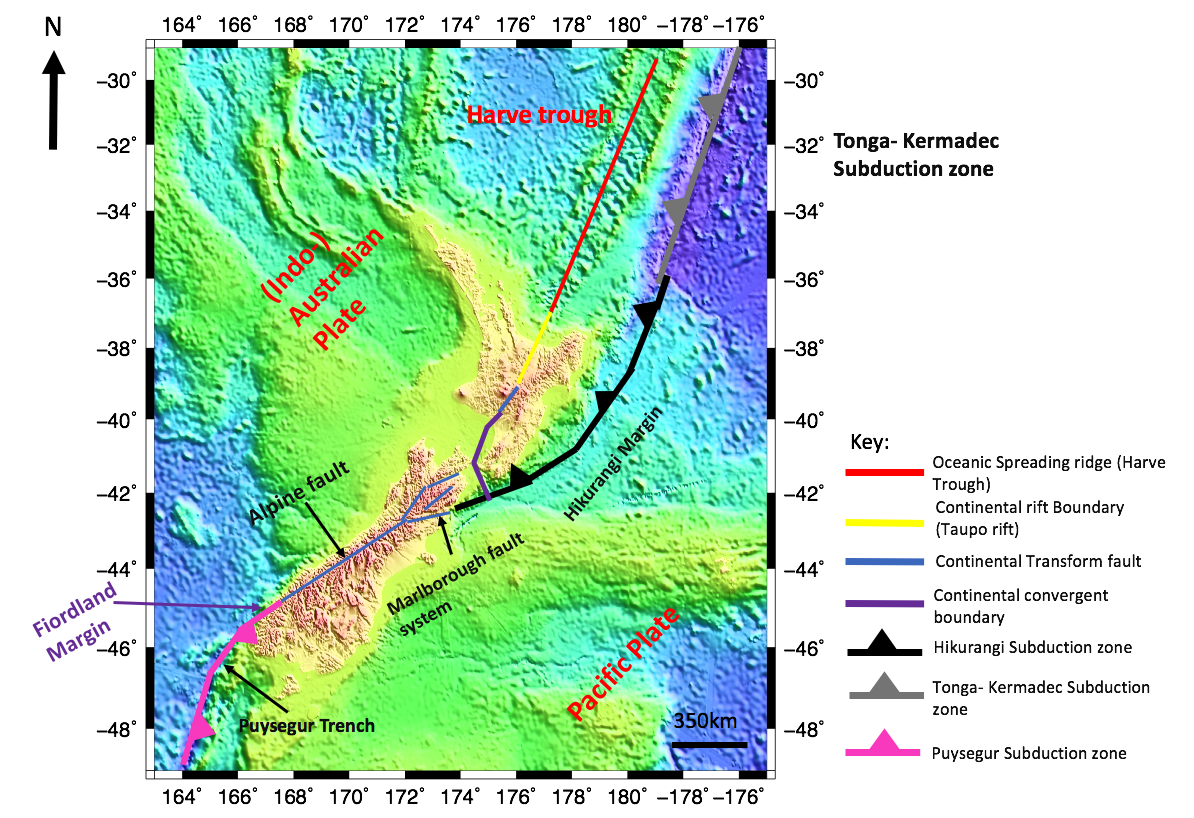 N
164° 166° 168° 170° 172° 174° 176° 178° 180° −178° −176°
−30° −30°
−32° −32°
−34° −34°
−36° −36°
−38° −38°
−40° −40°
−42° −42°
−44° −44°
−46° −46°
−48° −48°
Harve trough
Tonga- Kermadec
Subduction zone
(Indo-)
Australian
Plate
Hikurangi Margin
Alpine fault
Marlborough fault
system
Fiordland
Margin
Pacific Plate
Puysegur Trench
350km
164° 166° 168° 170° 172° 174° 176° 178° 180° −178° −176°
Key:
Oceanic Spreading ridge (Harve
Trough)
Continental rift Boundary
(Taupo rift)
Continental Transform fault
Continental convergent
boundary
Hikurangi Subduction zone
Tonga- Kermadec Subduction
zone
Puysegur Subduction zone